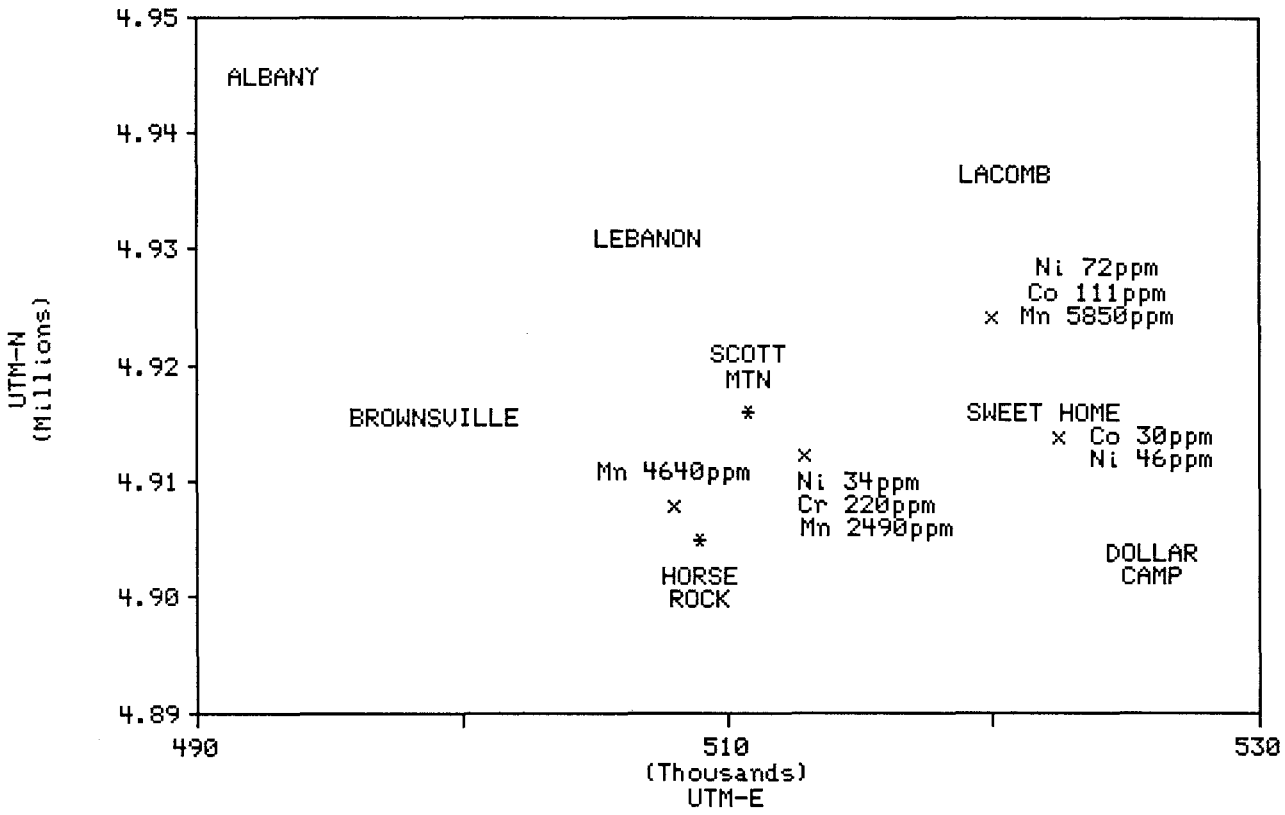 4.95
ALBANY
4.94
LACOMB
4.93
LEBANON
Ni 72ppm
Co 111ppm
× Mn 5850ppm
UTM-N
(Millions)
4.92
SCOTT
MTN
*
BROWNSVILLE
SWEET HOME
× Co 30ppm
Ni 46ppm
4.91
Mn 4640ppm
×
×
Ni 34ppm
Cr 220ppm
Mn 2490ppm
*
HORSE
ROCK
DOLLAR
CAMP
4.90
4.89
490
510
530
(Thousands)
UTM-E